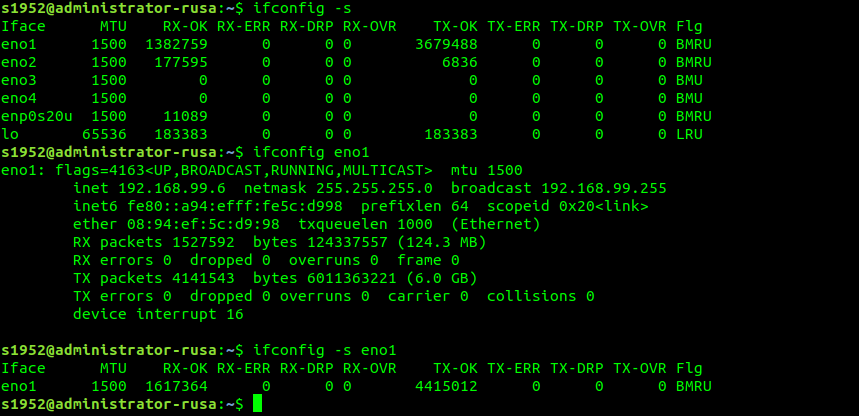 s1952@administrator-rusa:~$ ifconfig -s
Iface      MTU    RX-OK RX-ERR RX-DRP RX-OVR    TX-OK TX-ERR TX-DRP TX-OVR Flg
eno1      1500  1382759      0      0 0       3679488      0      0      0 BMRU
eno2      1500   177595      0      0 0          6836      0      0      0 BMRU
eno3      1500        0      0      0 0             0      0      0      0 BMU
eno4      1500        0      0      0 0             0      0      0      0 BMU
enp0s20u  1500    11089      0      0 0             0      0      0      0 BMRU
lo       65536   183383      0      0 0        183383      0      0      0 LRU
s1952@administrator-rusa:~$ ifconfig eno1
eno1: flags=4163<UP,BROADCAST,RUNNING,MULTICAST>  mtu 1500
        inet 192.168.99.6  netmask 255.255.255.0  broadcast 192.168.99.255
        inet6 fe80::a94:efff:fe5c:d998  prefixlen 64  scopeid 0x20<link>
        ether 08:94:ef:5c:d9:98  txqueuelen 1000  (Ethernet)
        RX packets 1527592  bytes 124337557 (124.3 MB)
        RX errors 0  dropped 0  overruns 0  frame 0
        TX packets 4141543  bytes 6011363221 (6.0 GB)
        TX errors 0  dropped 0 overruns 0  carrier 0  collisions 0
        device interrupt 16
s1952@administrator-rusa:~$ ifconfig -s eno1
Iface      MTU    RX-OK RX-ERR RX-DRP RX-OVR    TX-OK TX-ERR TX-DRP TX-OVR Flg
eno1      1500  1617364      0      0 0       4415012      0      0      0 BMRU
s1952@administrator-rusa:~$